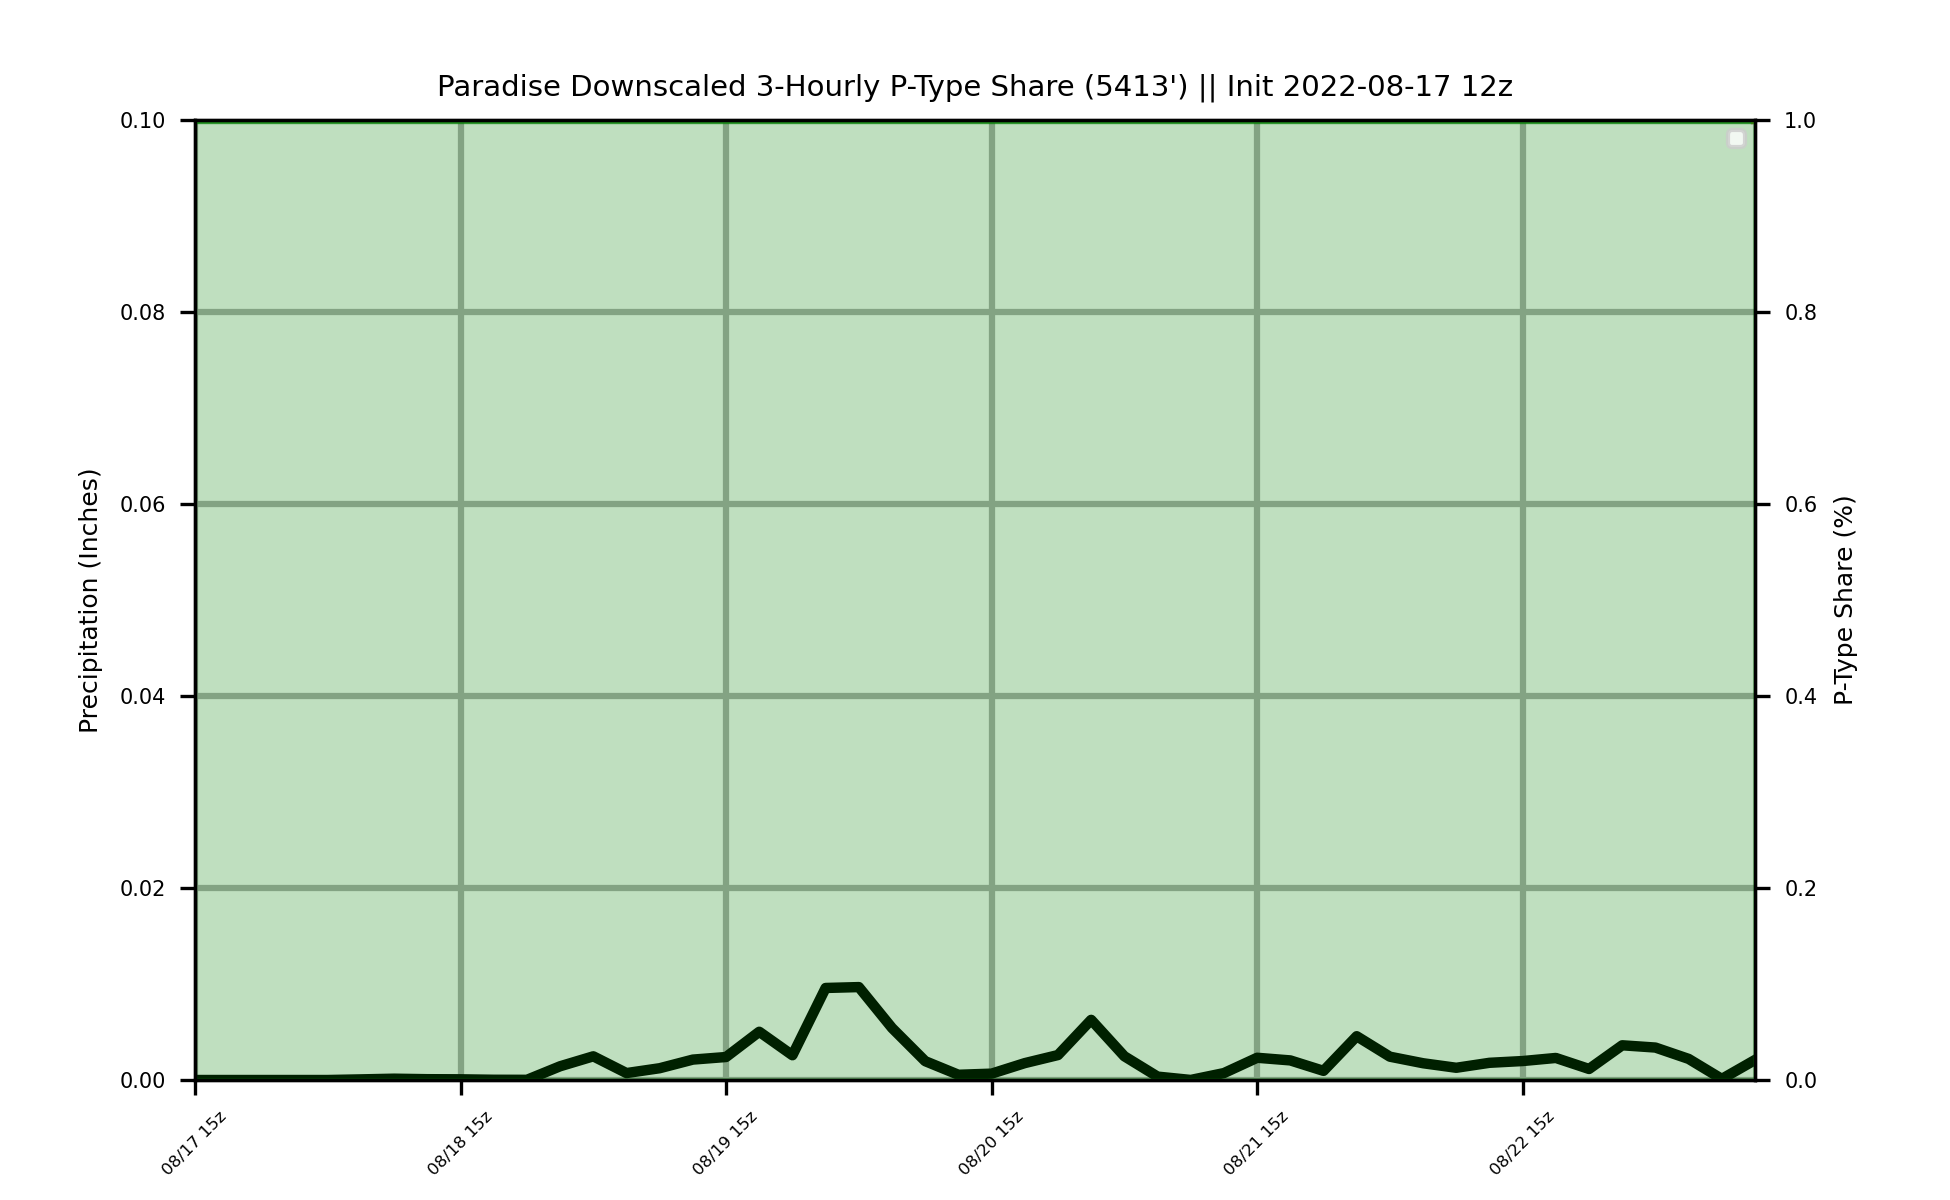 Paradise Downscaled 3-Hourly P-Type Share (5413') || Init 2022-08-17 12z
Precipitation (Inches)
0.10
0.08
0.06
0.04
0.02
0.00
1.0
0.8
0.6
0.4
0.2
0.0
P-Type Share (%)
08/17 15z
08/18 15z
08/19 15z
08/20 15z
08/21 15z
08/22 15z